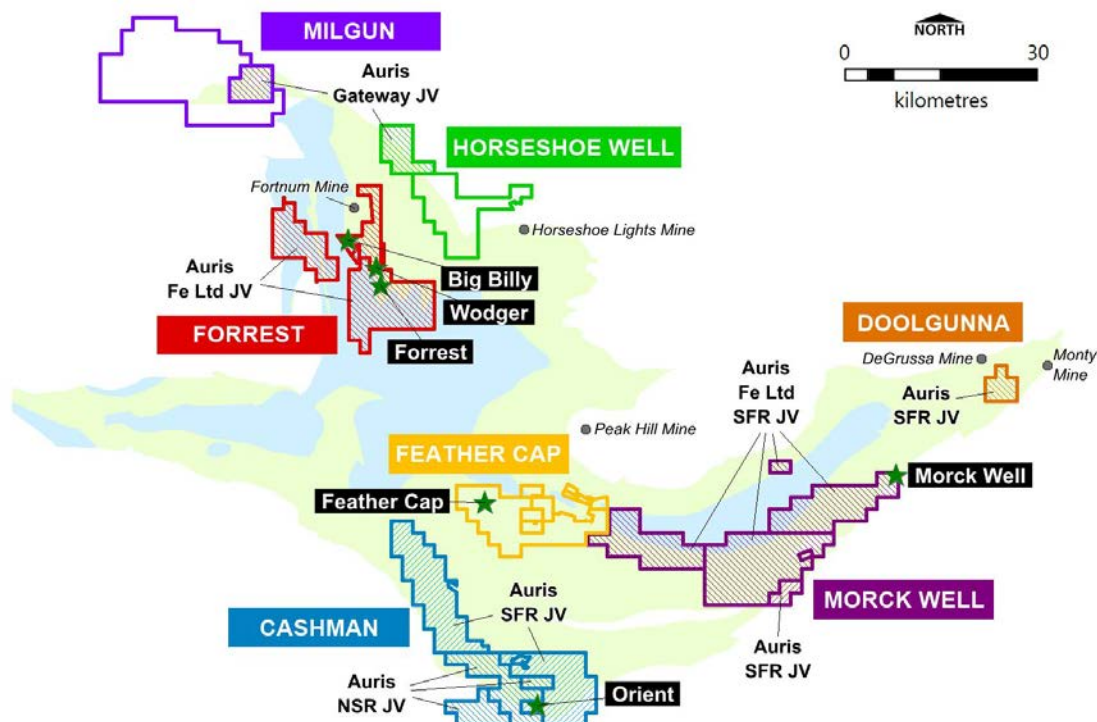 MILGUN
NORTH
0
30
kilometres
Auris
Gateway JV
HORSESHOE WELL
Fortnum Mine
Horseshoe Lights Mine
Auris
Fe Ltd JV
Big Billy
Wodger
FORREST
Forrest
DOOLGUNNA
DeGrussa Mine
Monty
Mine
Auris
Fe Ltd
SFR JV
Auris
SFR JV
Peak Hill Mine
FEATHER CAP
Feather Cap
Morck Well
CASHMAN
Auris
SFR JV
MORCK WELL
Auris
SFR JV
Auris
NSR JV
Orient